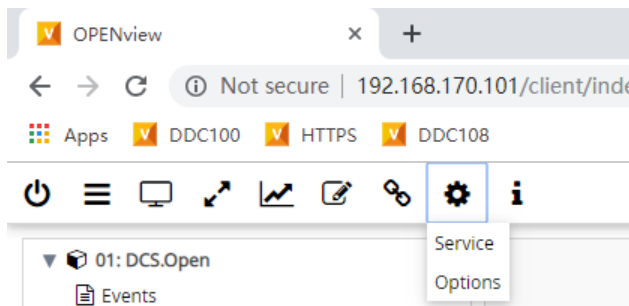 OPENview
Not secure | 192.168.170.101/client/inde
Apps DDC100 HTTPS DDC108
Service
01: DCS.Open
Options
Events